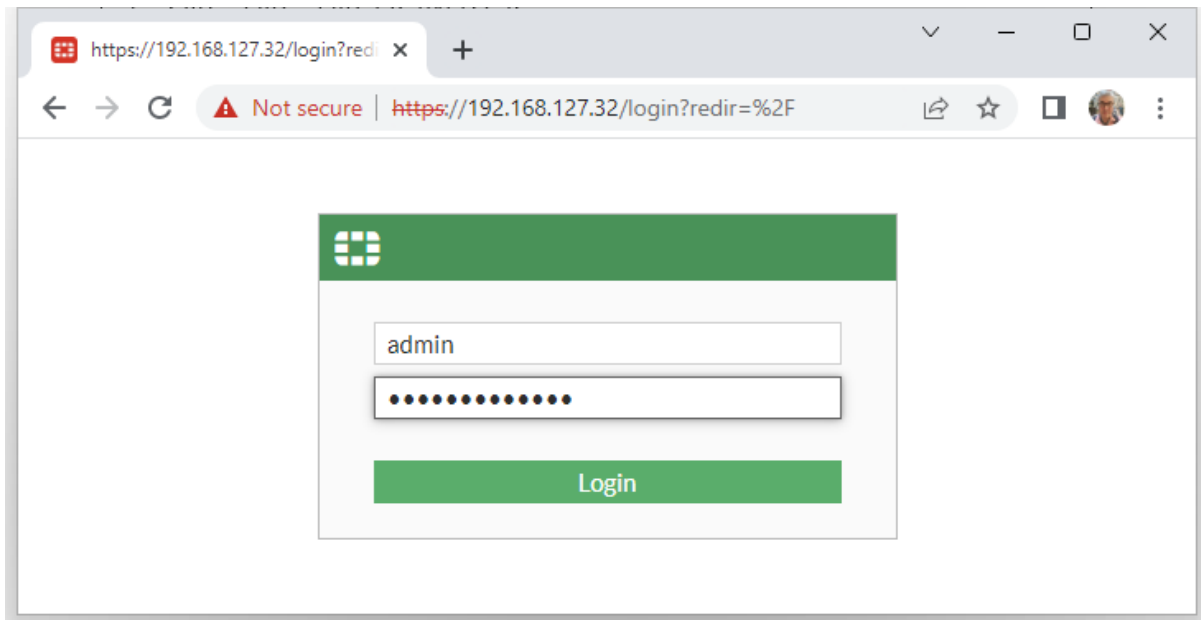 https://192.168.127.32/login?redi
Not secure | https://192.168.127.32/login?redir=%2F
admin
•••••••••••••
Login